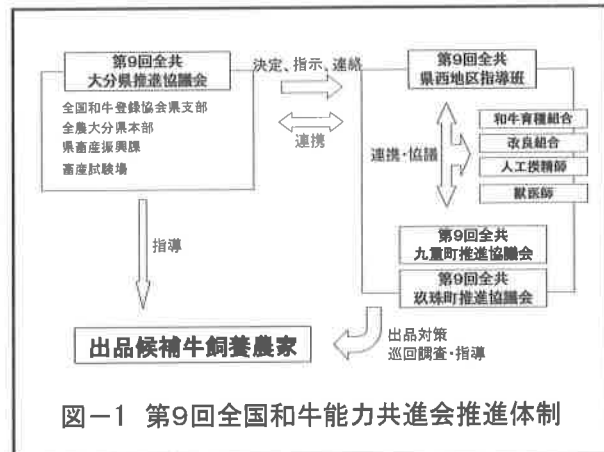 第9回全共
大分県推進協議会
全国和牛登録協会県支部
全農大分県本部
県畜産振興課
畜産試験場
決定、指示、連絡
連携
第9回全共
県西地区指導班
連携・協議
和牛育種組合
改良組合
人工授精師
獣医師
第9回全共
九重町推進協議会
第9回全共
玖珠町推進協議会
指導
出品候補牛飼養農家
出品対策
巡回調査・指導
図－1 第9回全国和牛能力共進会推進体制